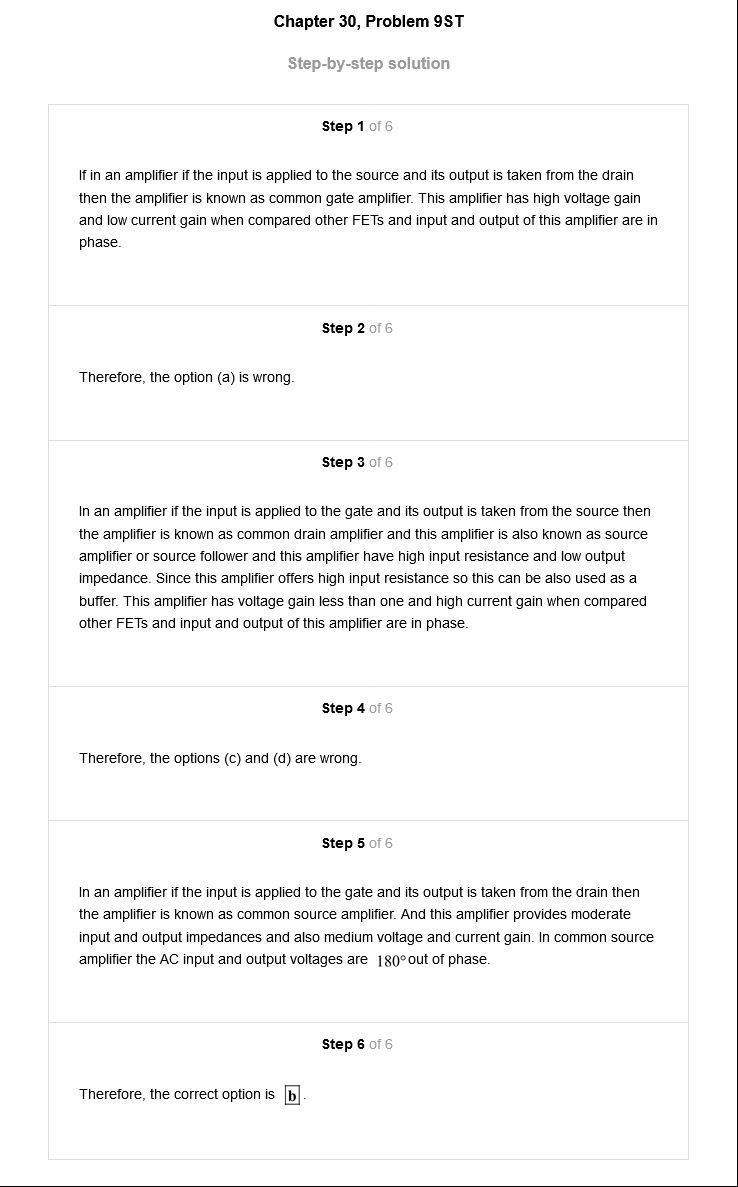 Chapter 30, Problem 9ST
Step-by-step solution
Step 1 of 6
If in an amplifier if the input is applied to the source and its output is taken from the drain
then the amplifier is known as common gate amplifier. This amplifier has high voltage gain
and low current gain when compared other FETs and input and output of this amplifier are in
phase.
Step 2 of 6
Therefore, the option (a) is wrong.
Step 3 of 6
In an amplifier if the input is applied to the gate and its output is taken from the source then
the amplifier is known as common drain amplifier and this amplifier is also known as source
amplifier or source follower and this amplifier have high input resistance and low output
impedance. Since this amplifier offers high input resistance so this can be also used as a
buffer. This amplifier has voltage gain less than one and high current gain when compared
other FETs and input and output of this amplifier are in phase.
Step 4 of 6
Therefore, the options (c) and (d) are wrong.
Step 5 of 6
In an amplifier if the input is applied to the gate and its output is taken from the drain then
the amplifier is known as common source amplifier. And this amplifier provides moderate
input and output impedances and also medium voltage and current gain. In common source
amplifier the AC input and output voltages are 180° out of phase.
Step 6 of 6
Therefore, the correct option is b.